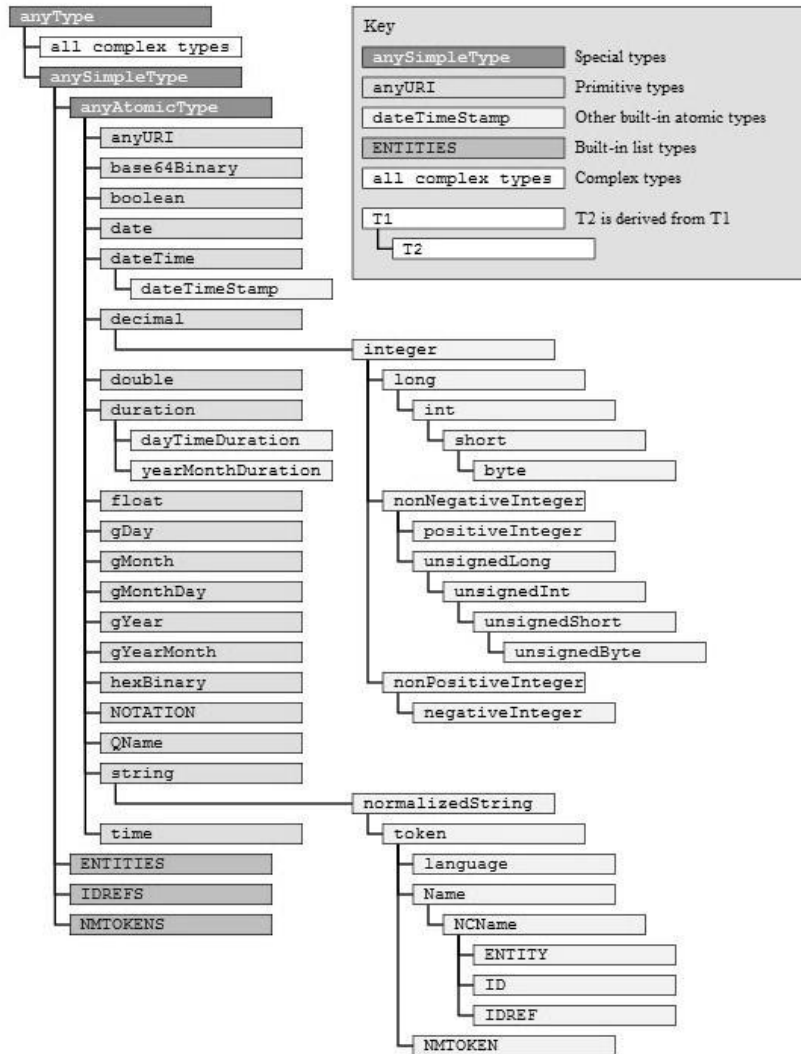 anyType
all complex types
anySimpleType
anyAtomicType
anyURI
base64Binary
boolean
date
dateTime
dateTimeStamp
decimal
integer
long
int
short
byte
nonNegativeInteger
positiveInteger
unsignedLong
unsignedInt
unsignedShort
unsignedByte
nonPositiveInteger
negativeInteger
double
duration
dayTimeDuration
yearMonthDuration
float
gDay
gMonth
gMonthDay
gYear
gYearMonth
hexBinary
NOTATION
QName
string
normalizedString
token
language
Name
NCName
ENTITY
ID
IDREF
NMTOKEN
time
ENTITIES
IDREFS
NMTOKENS
Key
anySimpleType Special types
anyURI Primitive types
dateTimeStamp Other built-in atomic types
ENTITIES Built-in list types
all complex types Complex types
T1 T2 is derived from T1
T2